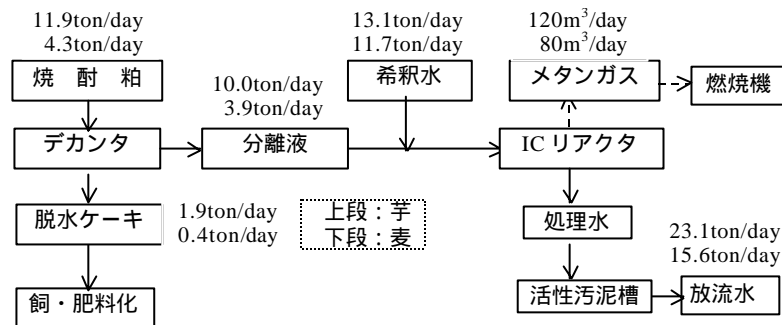 11.9ton/day
4.3ton/day
13.1ton/day
11.7ton/day
120m³/day
80m³/day
焼 酎 粕
10.0ton/day
3.9ton/day
希釈水
メタンガス
燃焼機
デカンタ
分離液
IC リアクタ
脱水ケーキ
1.9ton/day
0.4ton/day
上段：芋
下段：麦
処理水
23.1ton/day
15.6ton/day
飼・肥料化
活性汚泥槽
放流水